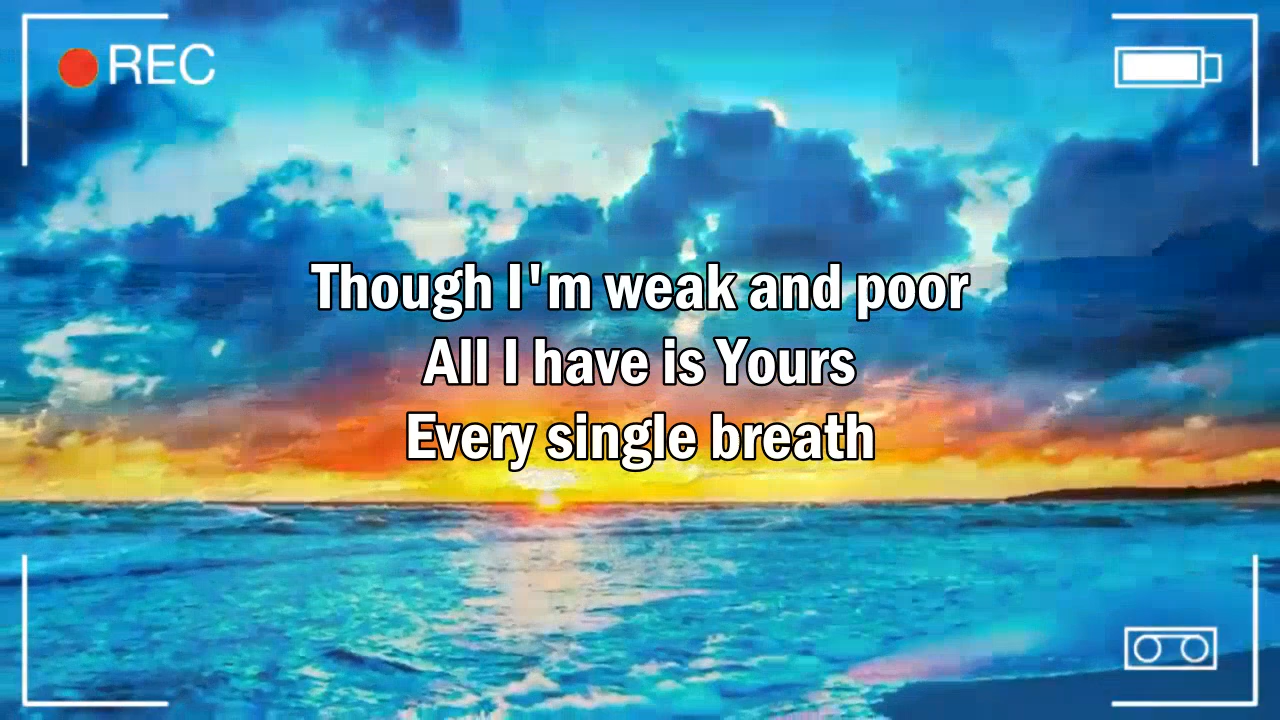 REC
Though I'm weak and poor
All I have is Yours
Every single breath